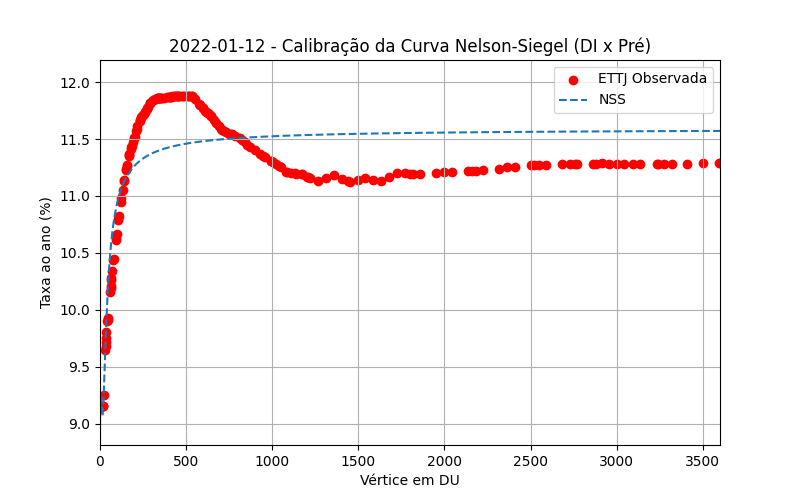 2022-01-12 - Calibração da Curva Nelson-Siegel (DI x Pré)
ETTJ Observada
NSS
Taxa ao ano (%)
12.0
11.5
11.0
10.5
10.0
9.5
9.0
0 500 1000 1500 2000 2500 3000 3500
Vértice em DU